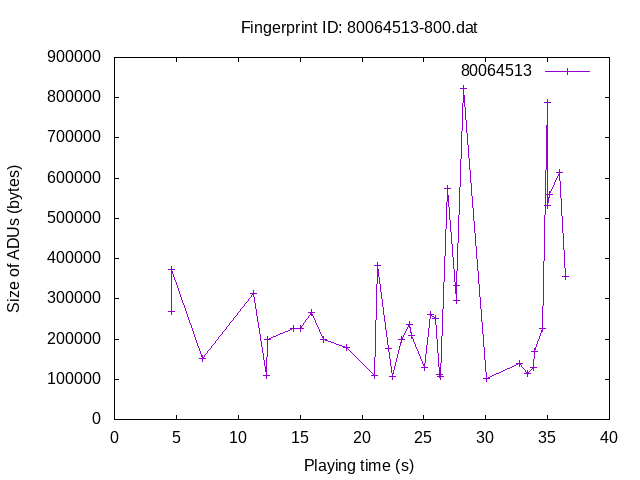 Fingerprint ID: 80064513-800.dat
80064513
900000
800000
700000
600000
500000
400000
300000
200000
100000
0
Size of ADUs (bytes)
0 5 10 15 20 25 30 35 40
Playing time (s)